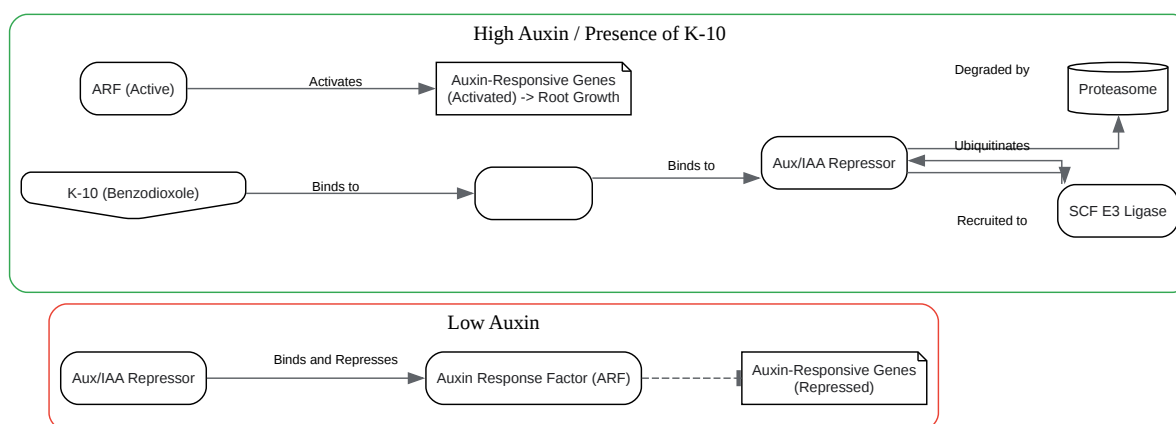 High Auxin / Presence of K-10
ARF (Active)
Activates
Auxin-Responsive Genes
(Activated) -> Root Growth
Degraded by
Proteasome
K-10 (Benzodioxole)
Binds to
Binds to
Aux/IAA Repressor
Ubiquitinates
Recruited to
SCF E3 Ligase
Low Auxin
Aux/IAA Repressor
Binds and Represses
Auxin Response Factor (ARF)
Auxin-Responsive Genes
(Repressed)